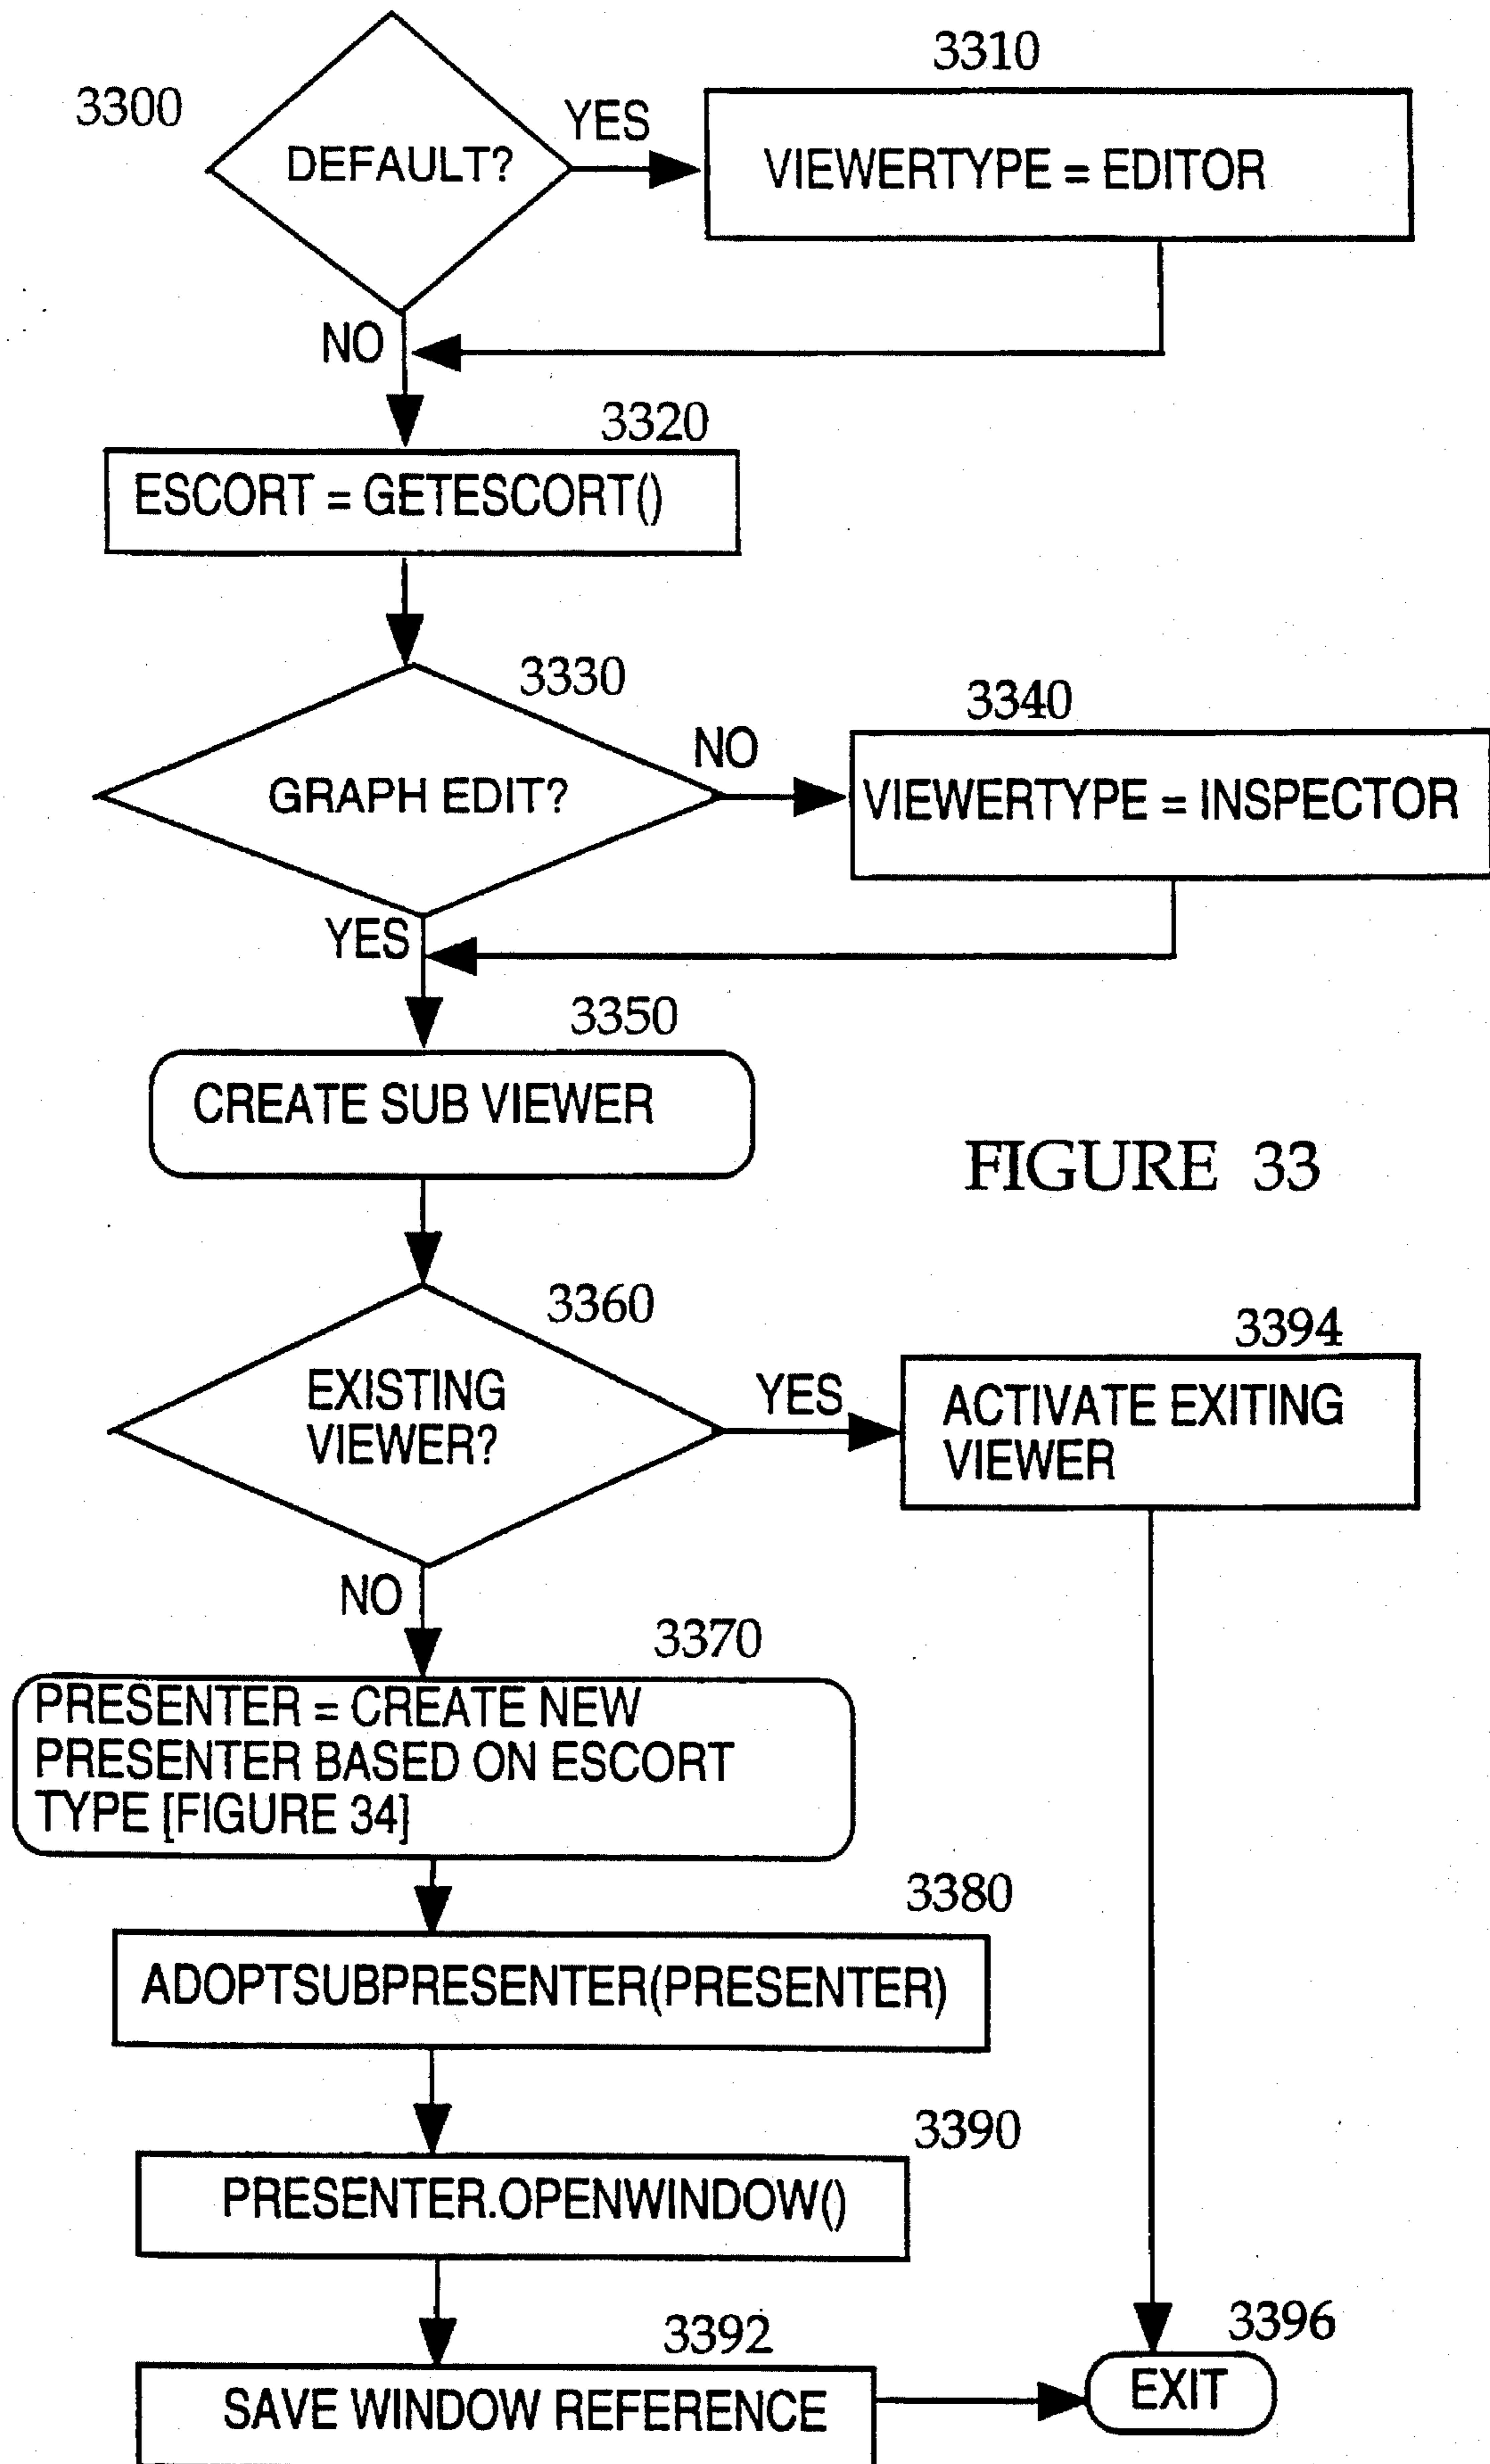 3300
DEFAULT?
YES
3310
VIEWERTYPE = EDITOR
NO
3320
ESCORT = GETESCORT()
3330
GRAPH EDIT?
NO
3340
VIEWERTYPE = INSPECTOR
YES
3350
CREATE SUB VIEWER
FIGURE 33
3360
EXISTING
VIEWER?
YES
3394
ACTIVATE EXITING
VIEWER
NO
3370
PRESENTER = CREATE NEW
PRESENTER BASED ON ESCORT
TYPE [FIGURE 34]
3380
ADOPTSUBPRESENTER(PRESENTER)
3390
PRESENTER.OPENWINDOW()
3392
SAVE WINDOW REFERENCE
3396
EXIT